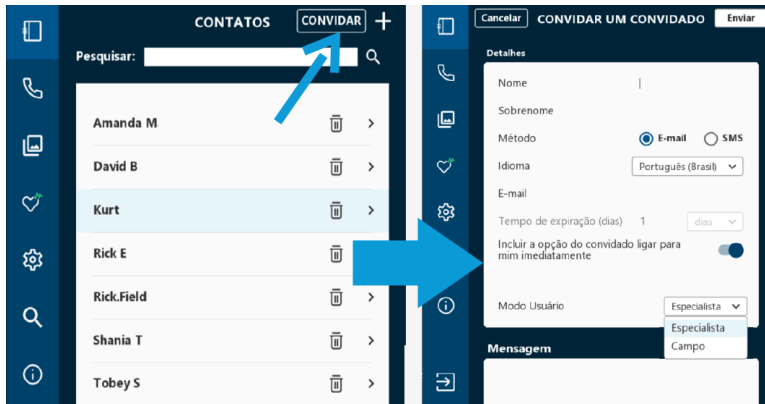 CONTATOS
CONVIDAR
Pesquisar:
Amanda M
David B
Kurt
Rick E
Rick.Field
Shania T
Tobey S
Cancelar
CONVIDAR UM CONVIDADO
Enviar
Detalhes
Nome
Sobrenome
Método
E-mail
SMS
Idioma
Português (Brasil)
E-mail
Tempo de expiração (dias)
1
dias
Incluir a opção do convidado ligar para
mim imediatamente
Modo Usuário
Especialista
Especialista
Campo
Mensagem